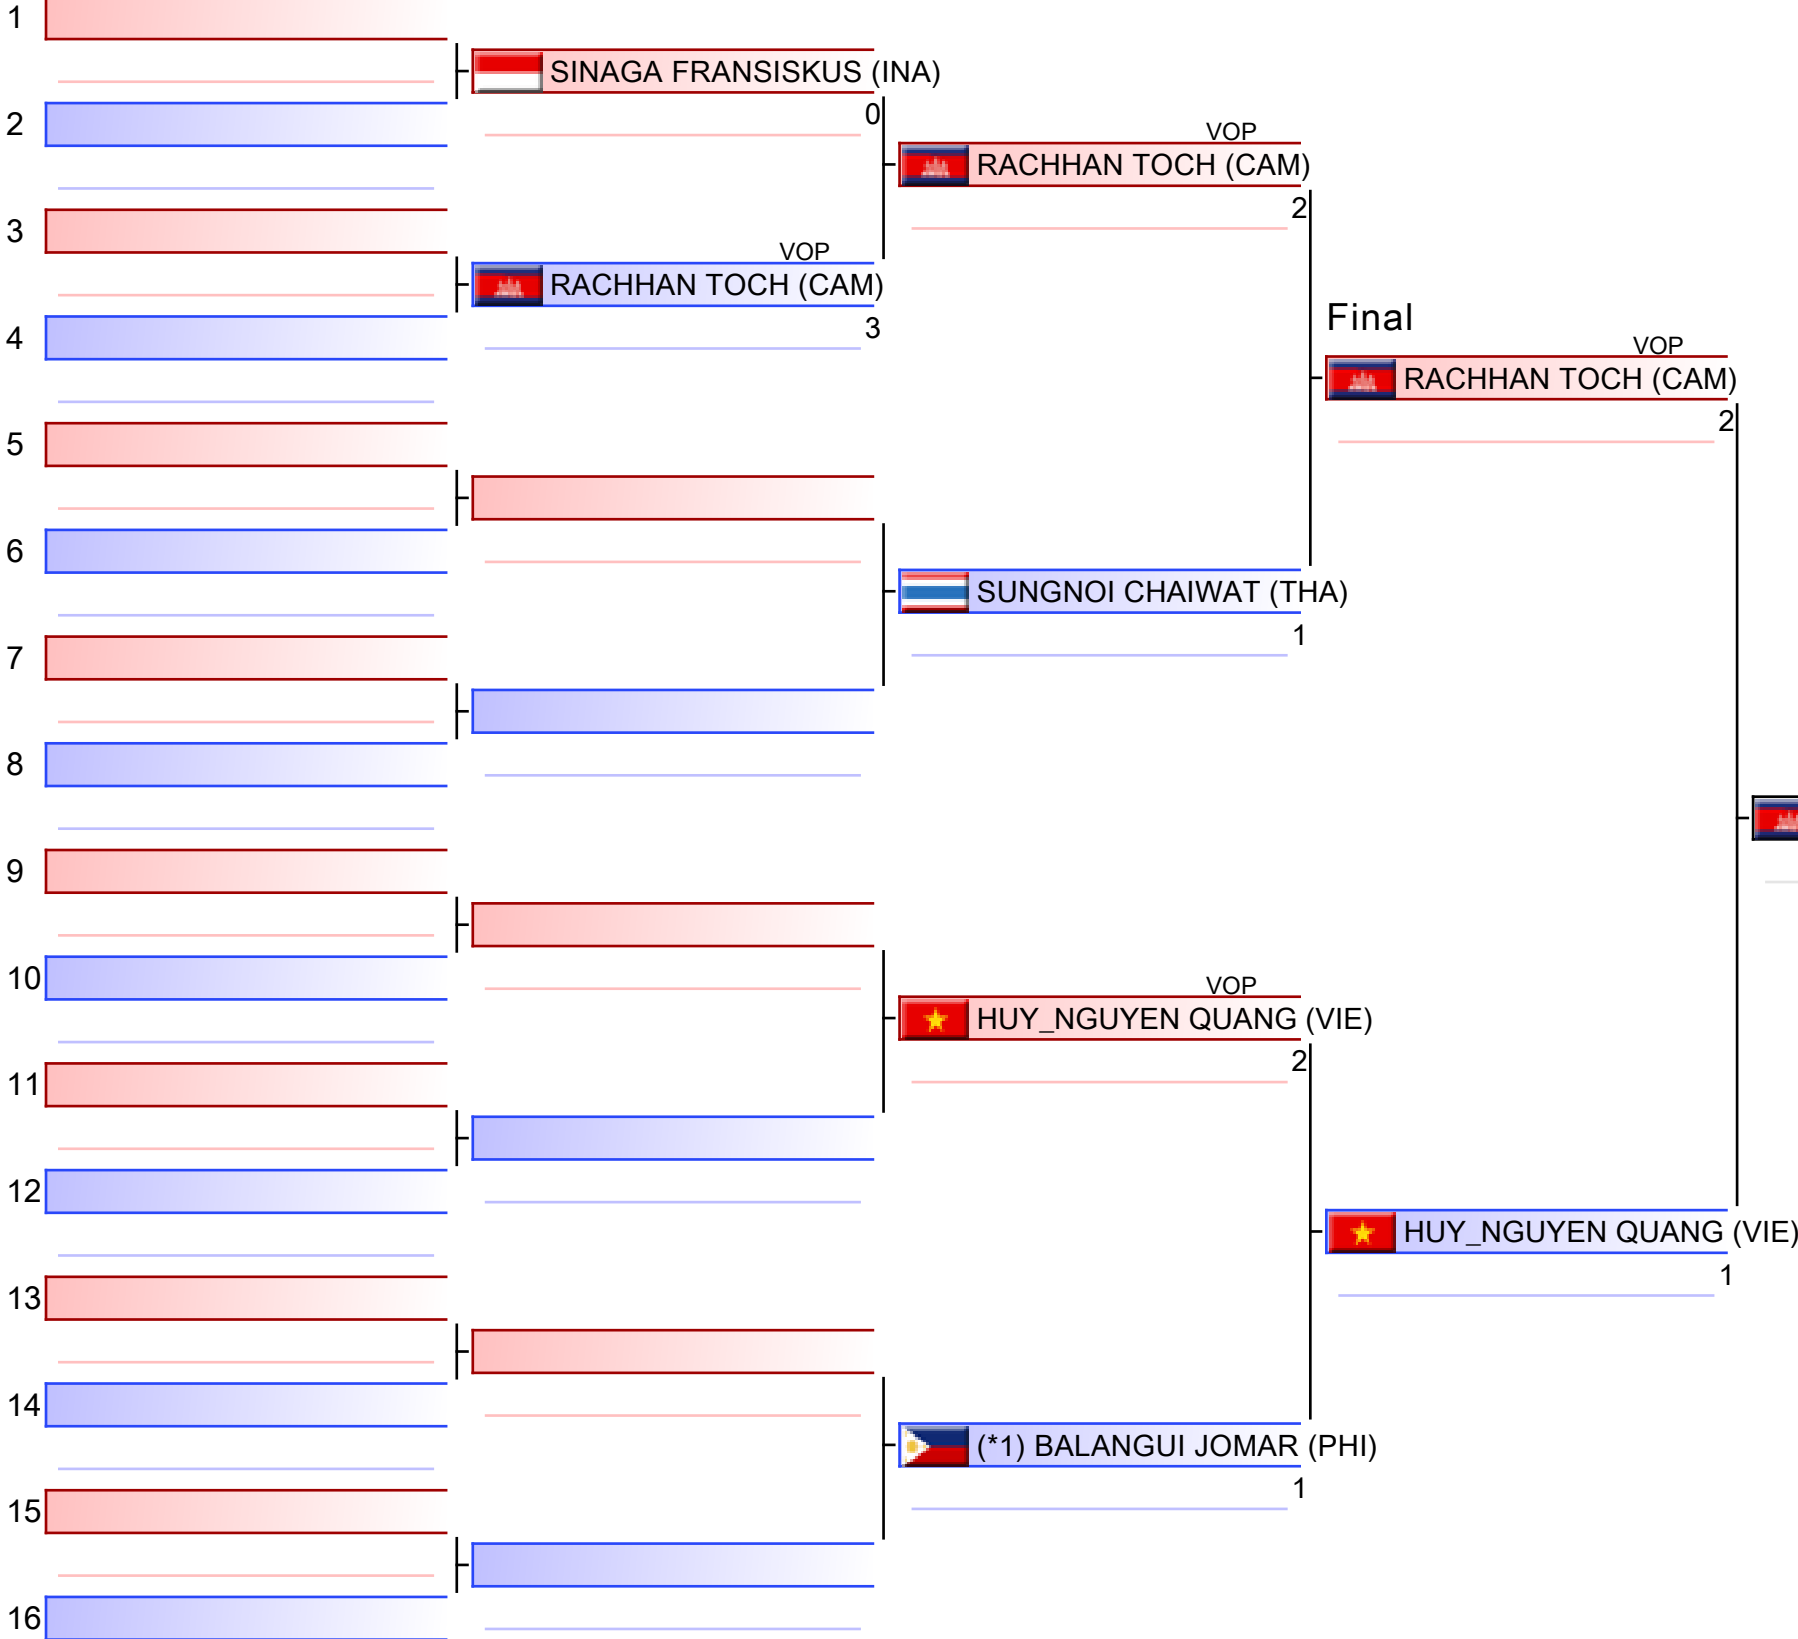 1
SINAGA FRANSISKUS (INA)
0
2
VOP
RACHHAN TOCH (CAM)
2
3
VOP
RACHHAN TOCH (CAM)
3
4
Final
VOP
RACHHAN TOCH (CAM)
2
5
6
SUNGNOI CHAIWAT (THA)
1
7
8
9
10
VOP
HUY_NGUYEN QUANG (VIE)
2
11
12
HUY_NGUYEN QUANG (VIE)
1
13
14
(*1) BALANGUI JOMAR (PHI)
1
15
16